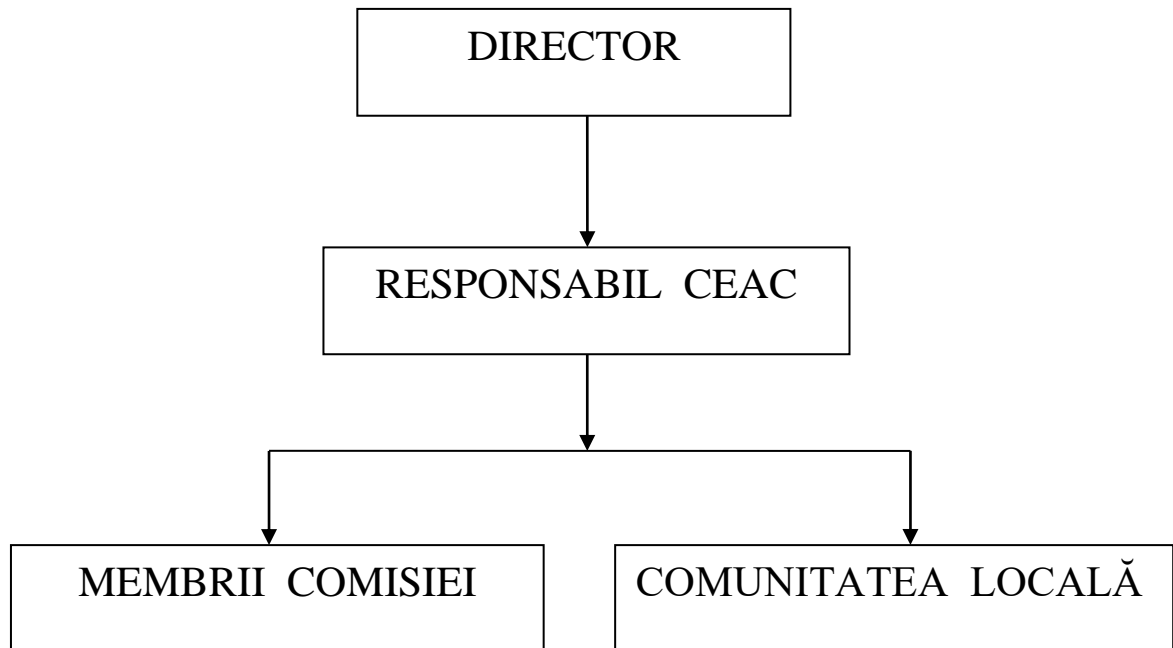 DIRECTOR
RESPONSABIL CEAC
MEMBRII COMISIEI
COMUNITATEA LOCALĂ